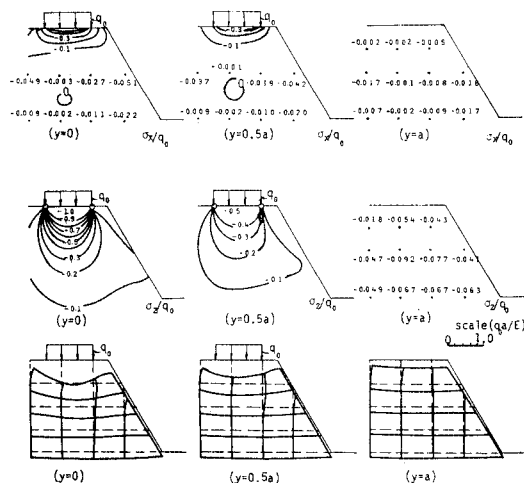 q₀
q₀
-0.3
-0.1
-0.3
-0.1
-0.002 -0.002 -0.005
-0.049 -0.003 -0.027 -0.051
-0.001
-0.037 -0.019 -0.042
-0.017 -0.001 -0.008 -0.018
0
0
-0.009 -0.002 -0.011 -0.022
-0.009 -0.002 -0.010 -0.020
-0.007 -0.002 -0.009 -0.017
(y=0) σx/q₀
(y=0.5a) σx/q₀
(y=a) σx/q₀
q₀
q₀
-1.0
-0.9
-0.7
-0.5
-0.3
-0.2
-0.1
-0.5
-0.4
-0.3
-0.2
-0.1
-0.018 -0.054 -0.043
-0.047 -0.092 -0.077 -0.041
-0.049 -0.067 -0.067 -0.063
(y=0) σz/q₀
(y=0.5a) σz/q₀
(y=a) σz/q₀
scale(q₀a/E)
0 1.0
q₀
q₀
(y=0)
(y=0.5a)
(y=a)